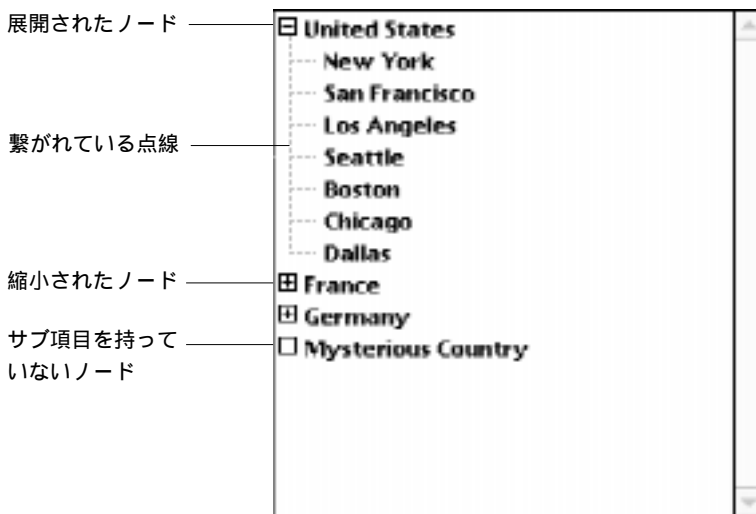 展開されたノード
United States
New York
San Francisco
Los Angeles
繋がれている点線
Seattle
Boston
Chicago
Dallas
縮小されたノード
France
Germany
サブ項目を持って
いないノード
Mysterious Country